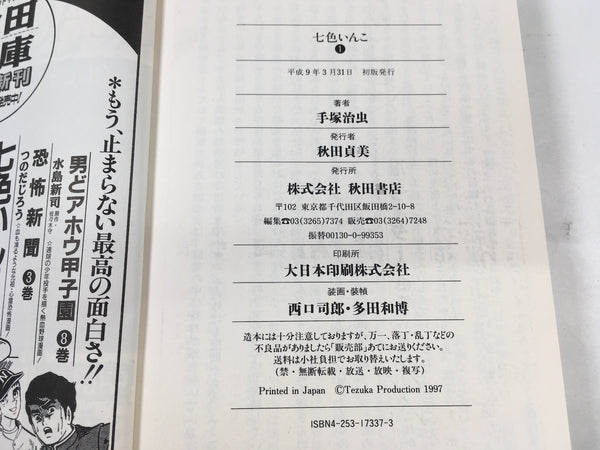 七色いんこ
1
平成9年3月31日 初版発行
著者
手塚治虫
発行者
秋田貞美
発行所
株式会社 秋田書店
〒102 東京都千代田区飯田橋2-10-8
編集☎03(3265)7374 販売☎03(3264)7248
振替00130-0-99353
印刷所
大日本印刷株式会社
装画・装幀
西口司郎・多田和博
造本には十分注意しておりますが、万一、落丁・乱丁などの
不良品がありましたら「販売部」あてにお送りください。
送料は小社負担でお取り替えいたします。
(禁・無断転載・放送・放映・複写)
Printed in Japan ©Tezuka Production 1997
ISBN4-253-17337-3
田
庫
新刊
*もう、止まらない最高の面白さ!!
男どアホウ甲子園 8巻
水島新司
恐怖新聞 3巻
つのだじろう
七色い